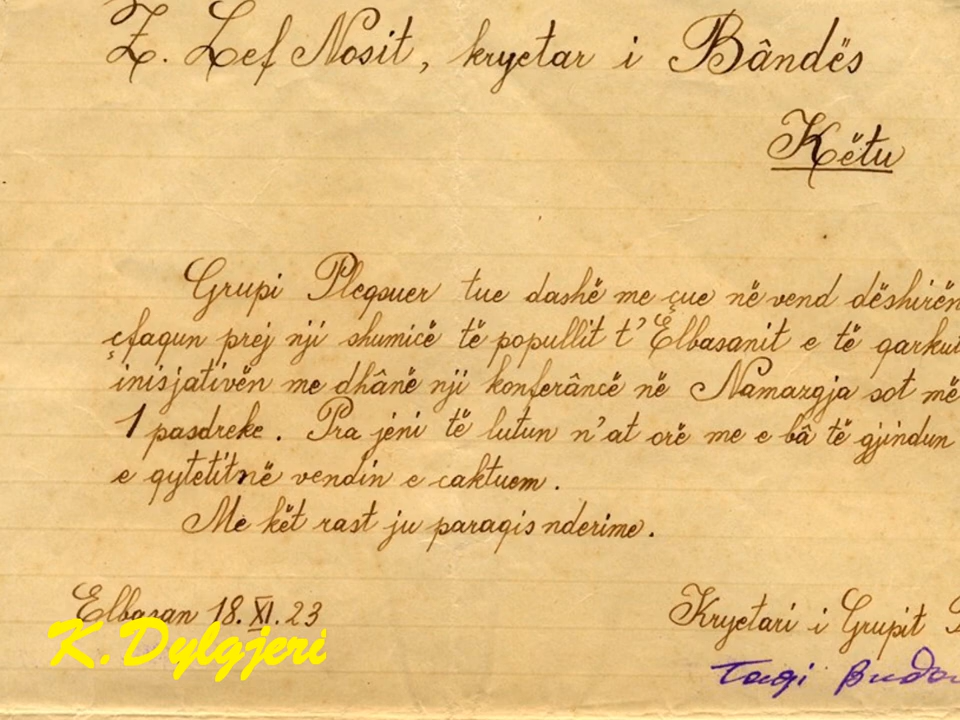 Z. Lef Nosit, kryetar i Bândës
Këtu
Grupi Pleqsuer tue dashë me çue në vend dëshirën
çfaqun prej nji shumicë të popullit t'Elbasanit e të qarkut
inisjativën me dhânë nji konferâncë në Namazgja sot më
1 pasdreke. Pra jeni të lutun n'at orë me e bâ të gjindun
e qytetit në vendin e caktuem.
Me kët rast ju paraqis nderime.
Elbasan 18.XI.23
K.Dylgjeri
Kryetari i Grupit